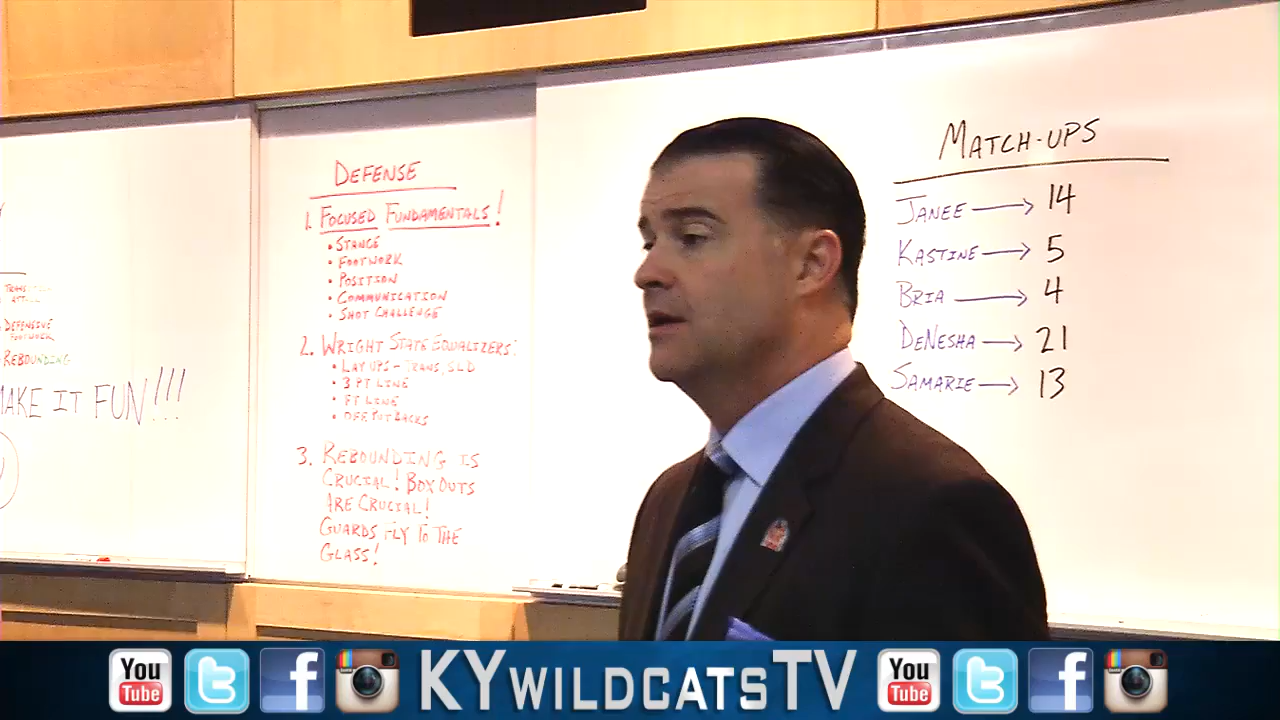 TRANSITION
ATTACK
DEFENSIVE
FOOTWORK
REBOUNDING
MAKE IT FUN!!!
DEFENSE
1. FOCUSED FUNDAMENTALS!
• STANCE
• FOOTWORK
• POSITION
• COMMUNICATION
• SHOT CHALLENGE
2. WRIGHT STATE EQUALIZERS:
• LAY UPS - TRANS, SLD
• 3 PT LINE
• FT LINE
• OFF PUT BACKS
3. REBOUNDING IS
CRUCIAL! BOX OUTS
ARE CRUCIAL!
GUARDS FLY TO THE
GLASS!
MATCH-UPS
JANEE → 14
KASTINE → 5
BRIA → 4
DENESHA → 21
SAMARIE → 13
You Tube KYWILDCATSTV You Tube